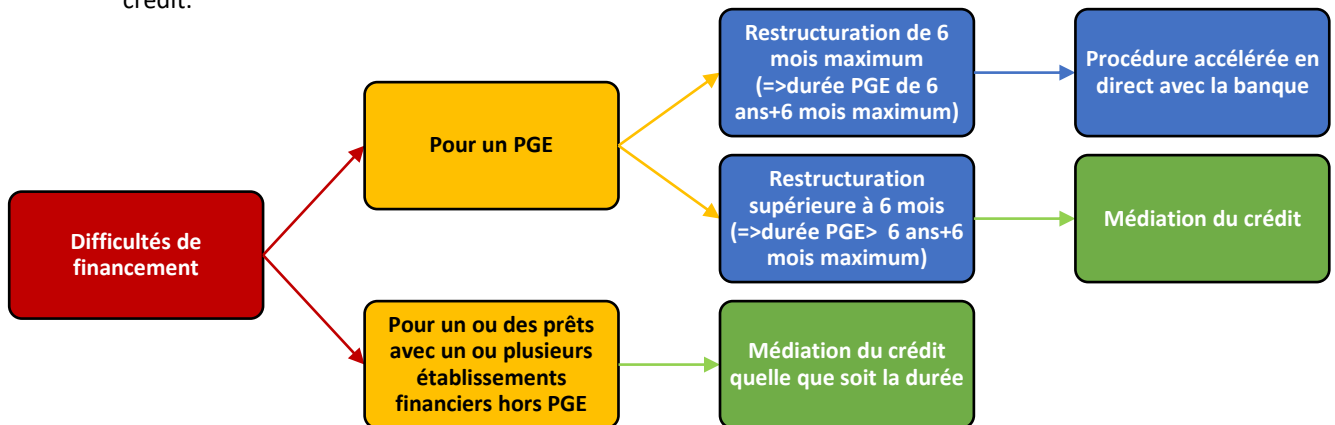 crédit.
Difficultés de
financement
Pour un PGE
Restructuration de 6
mois maximum
(=>durée PGE de 6
ans+6 mois maximum)
Procédure accélérée en
direct avec la banque
Restructuration
supérieure à 6 mois
(=>durée PGE>  6 ans+6
mois maximum)
Médiation du crédit
Pour un ou des prêts
avec un ou plusieurs
établissements
financiers hors PGE
Médiation du crédit
quelle que soit la durée